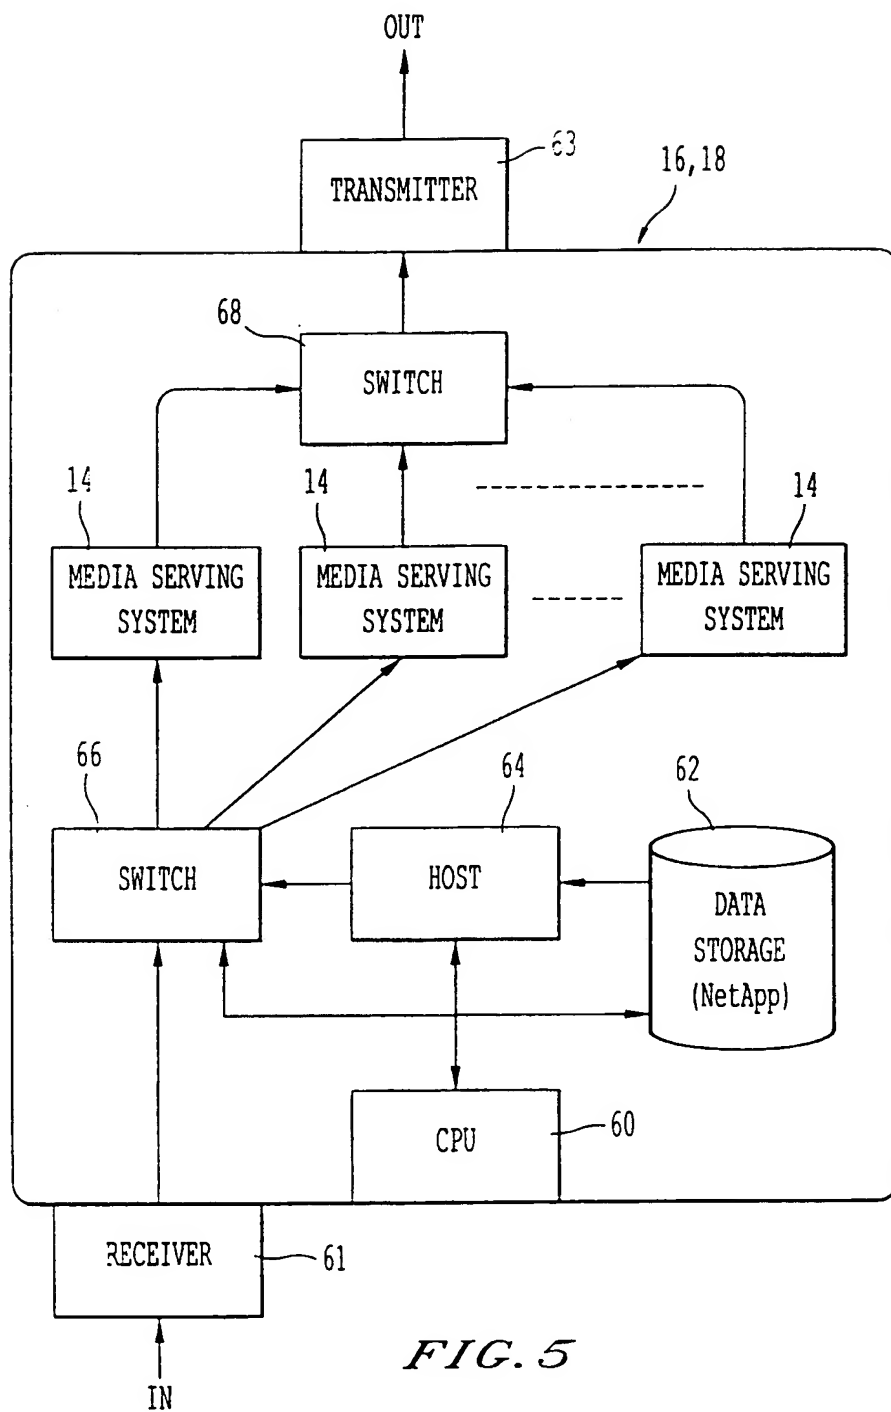 OUT
63
TRANSMITTER
16,18
68
SWITCH
14
14
14
MEDIA SERVING
SYSTEM
MEDIA SERVING
SYSTEM
MEDIA SERVING
SYSTEM
66
64
62
SWITCH
HOST
DATA
STORAGE
(NetApp)
CPU
60
RECEIVER
61
IN
FIG. 5